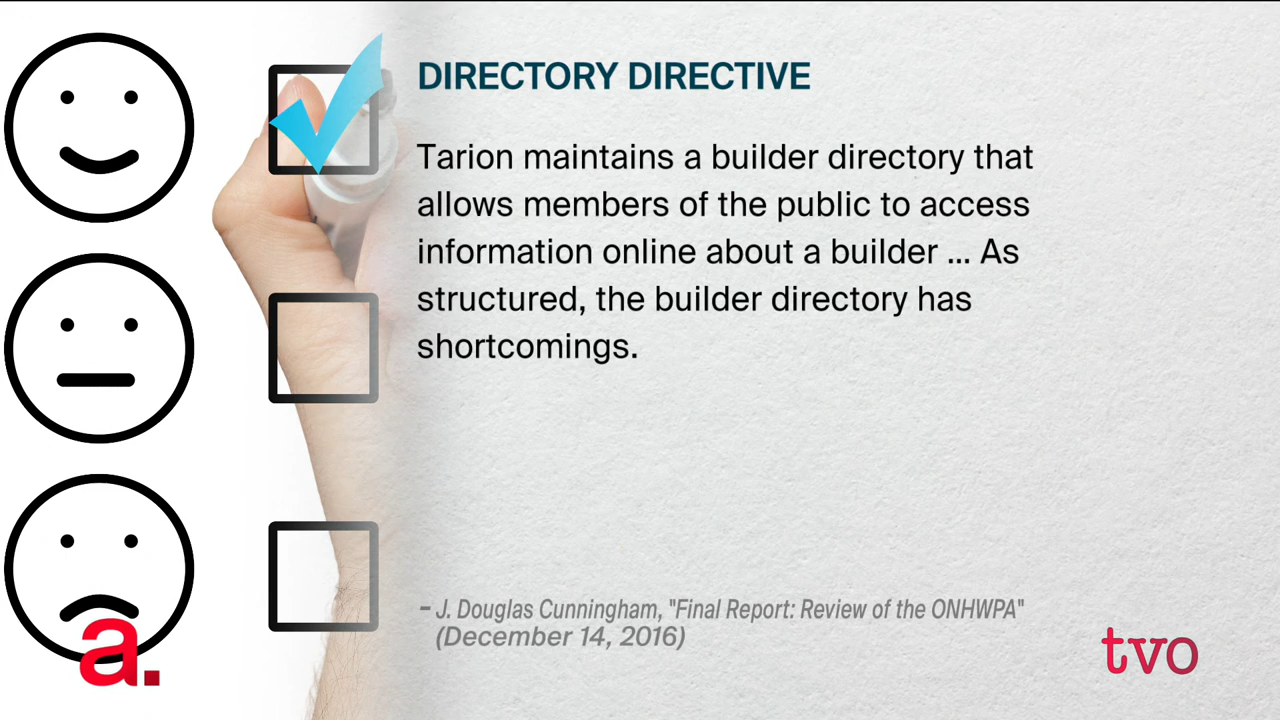 DIRECTORY DIRECTIVE
Tarion maintains a builder directory that
allows members of the public to access
information online about a builder ... As
structured, the builder directory has
shortcomings.
– J. Douglas Cunningham, "Final Report: Review of the ONHWPA"
(December 14, 2016)
a.
tvo